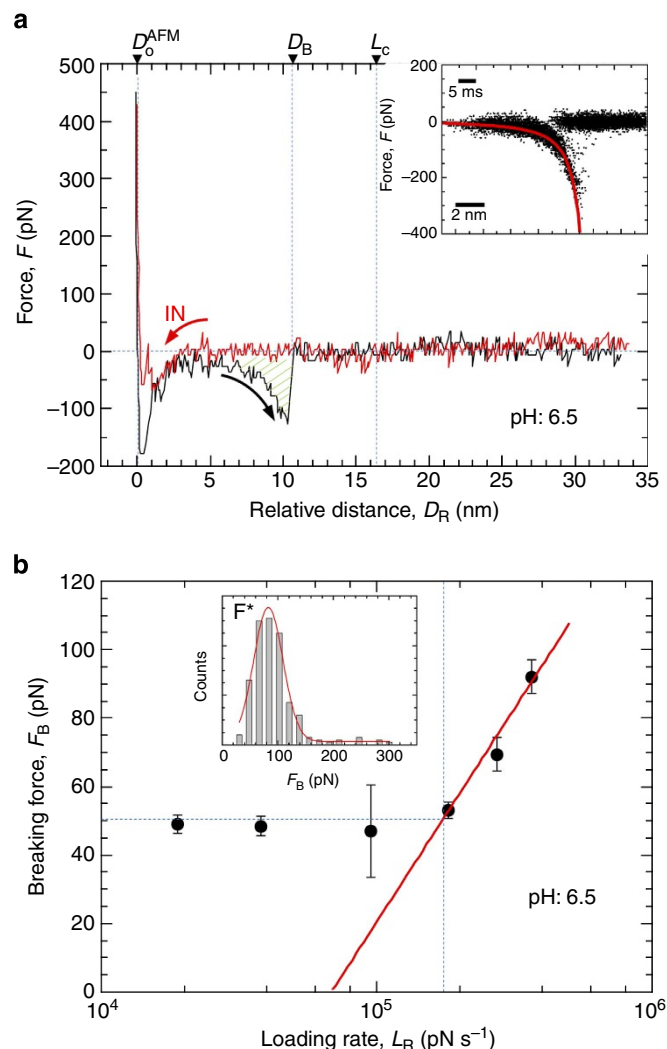 a
D_o^AFM D_B L_c
500
400
300
200
100
0
−100
−200
Force, F (pN)
IN
pH: 6.5
0 5 10 15 20 25 30 35
Relative distance, D_R (nm)
200
0
−200
−400
Force, F (pN)
5 ms
2 nm
b
120
100
80
60
40
20
0
Breaking force, F_B (pN)
F*
Counts
0 100 200 300
F_B (pN)
pH: 6.5
10^4 10^5 10^6
Loading rate, L_R (pN s^−1)